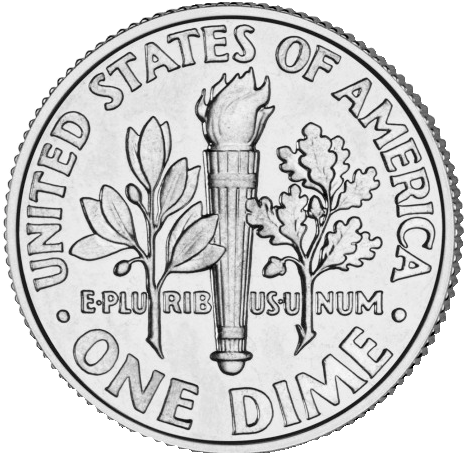 UNITED STATES OF AMERICA
E·PLURIBUS·UNUM
· ONE DIME ·